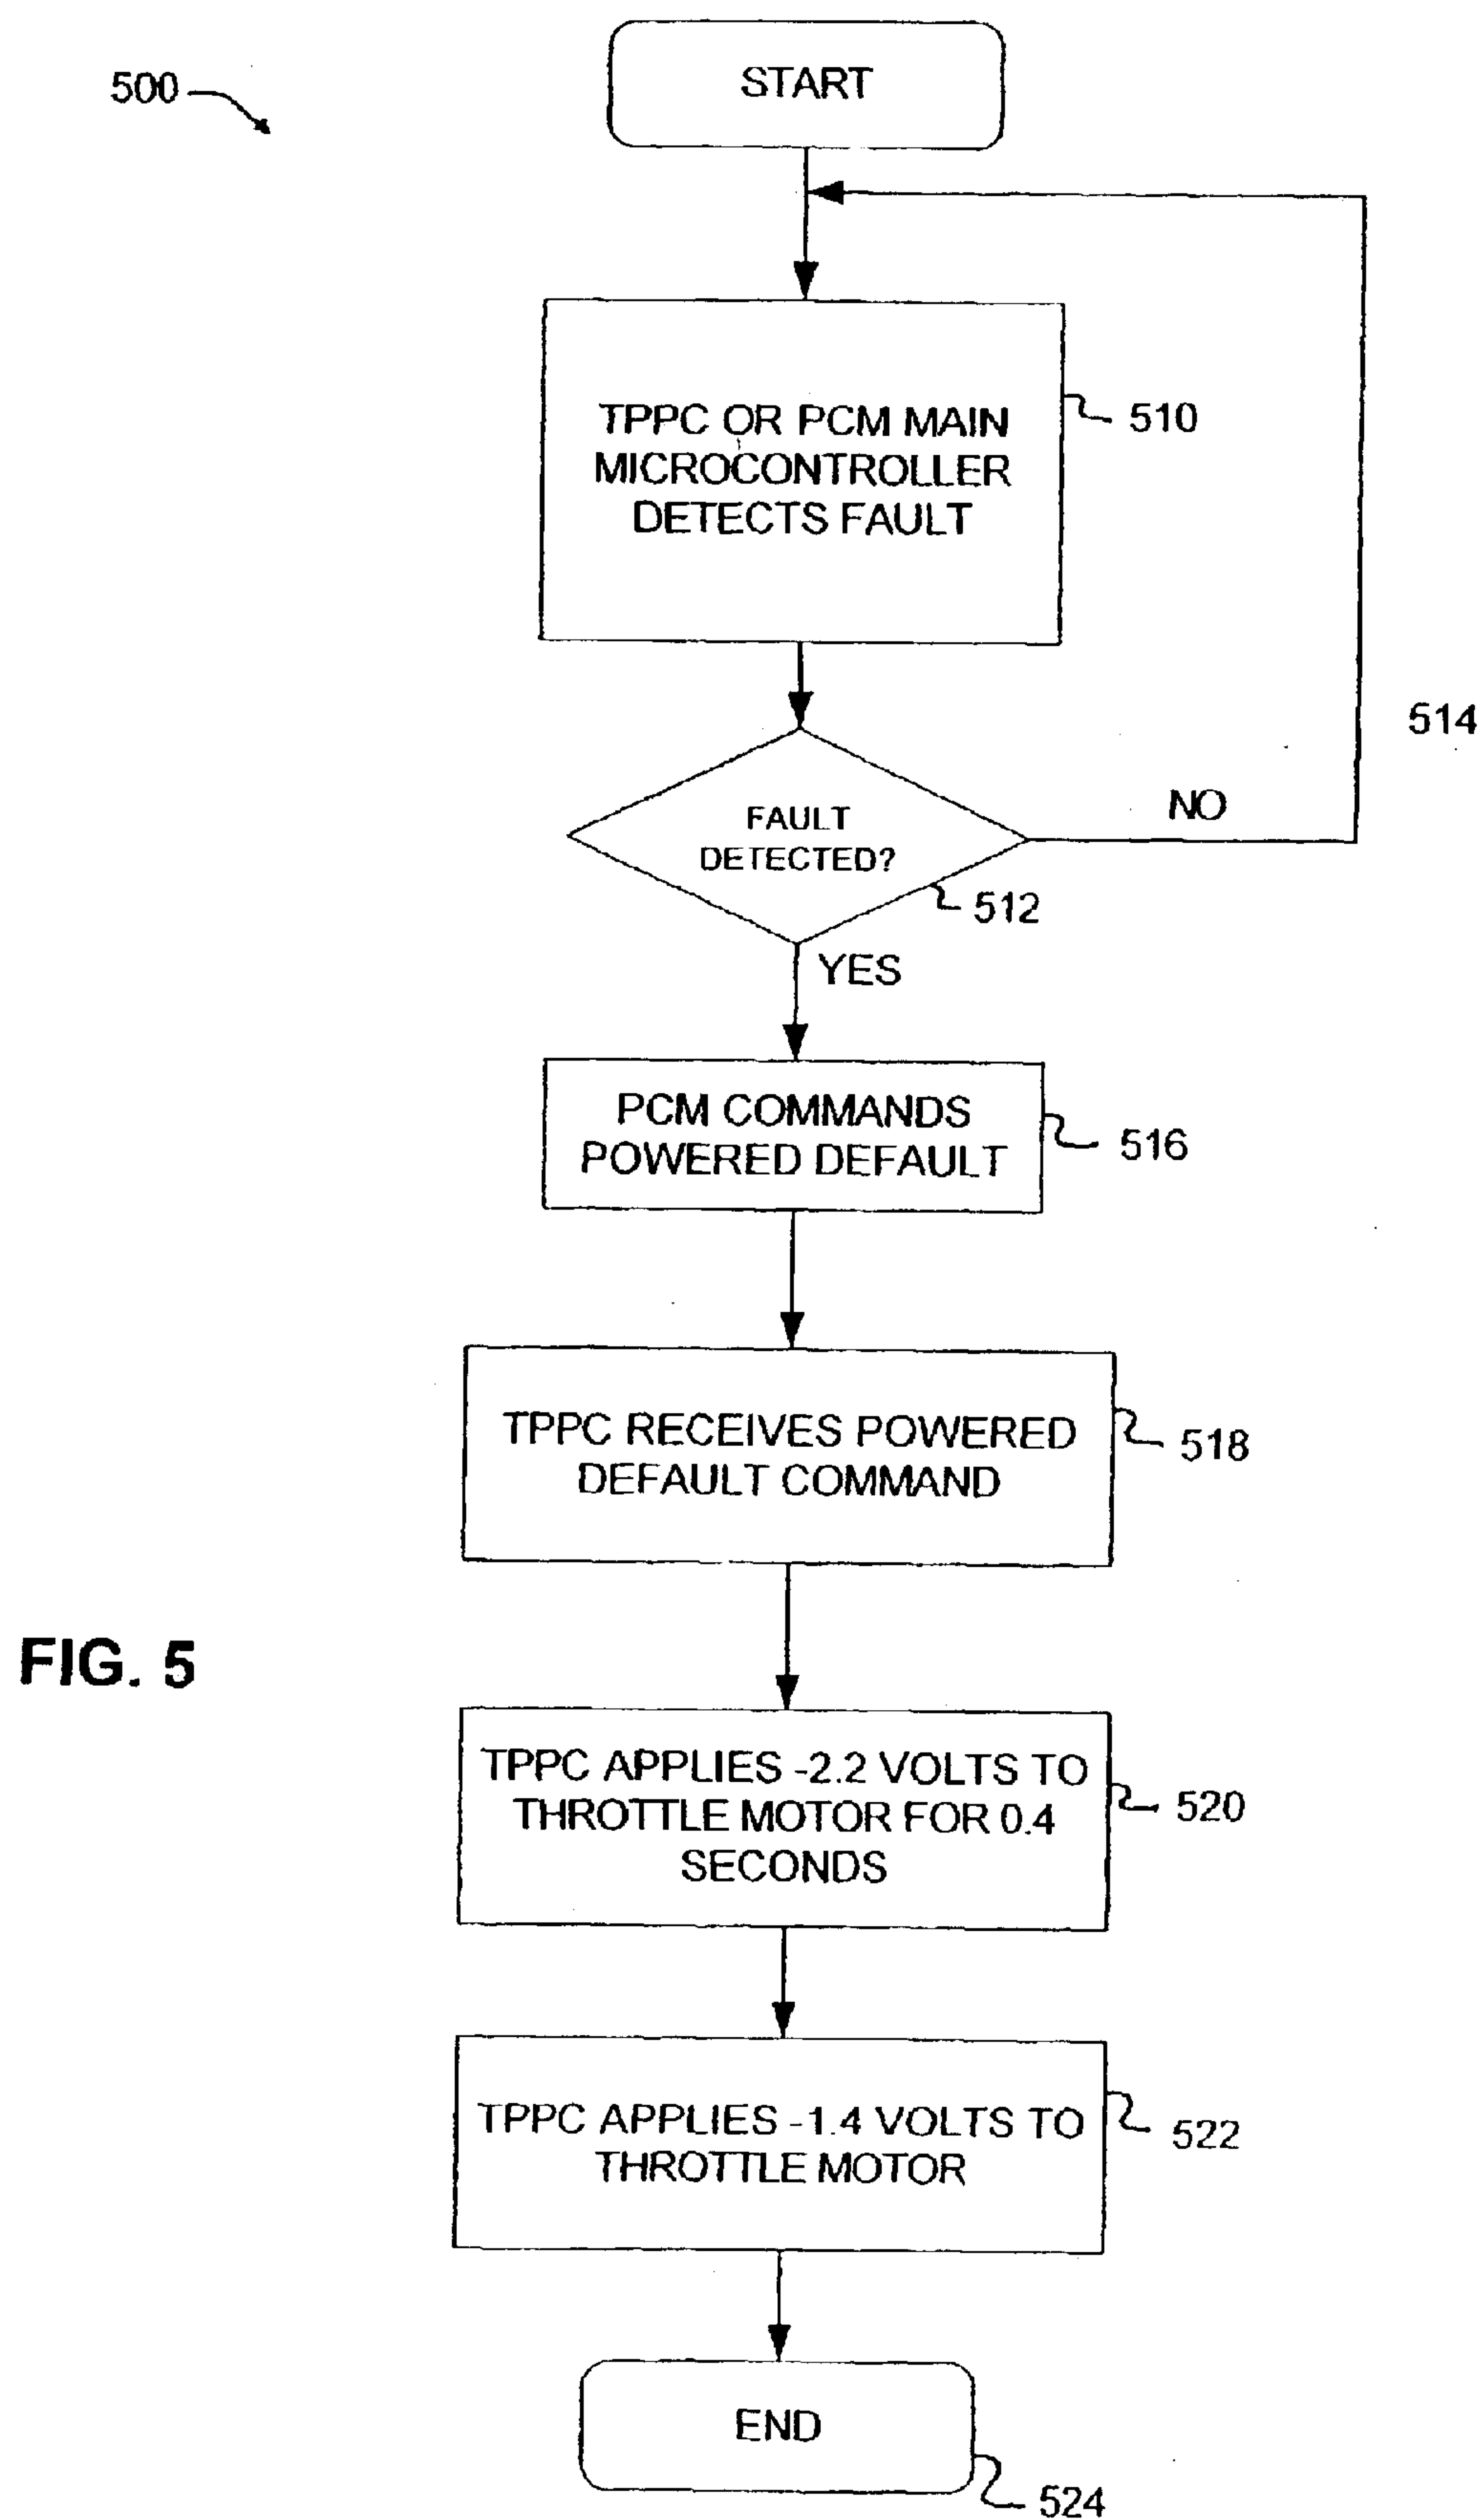 500
START
TPPC OR PCM MAIN
MICROCONTROLLER
DETECTS FAULT
510
514
NO
FAULT
DETECTED?
512
YES
PCM COMMANDS
POWERED DEFAULT
516
TPPC RECEIVES POWERED
DEFAULT COMMAND
518
FIG. 5
TPPC APPLIES -2.2 VOLTS TO
THROTTLE MOTOR FOR 0.4
SECONDS
520
TPPC APPLIES -1.4 VOLTS TO
THROTTLE MOTOR
522
END
524